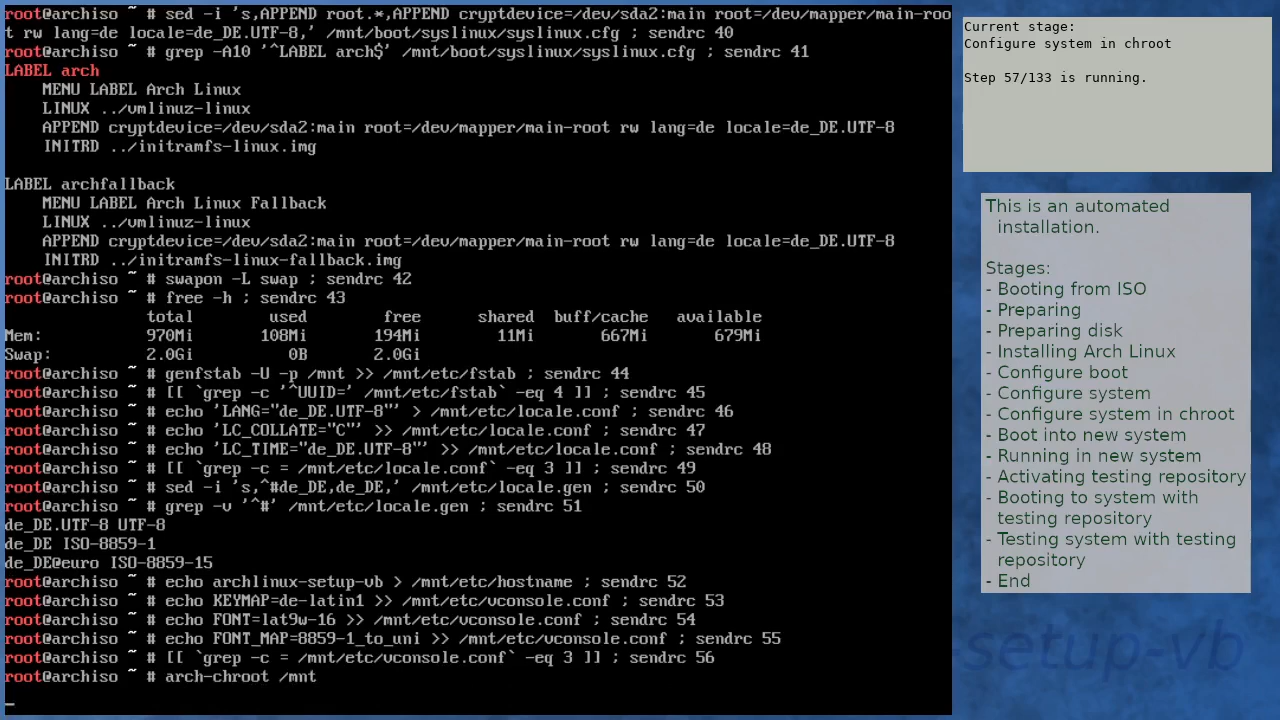 root@archiso ~ # sed -i 's,APPEND root.*,APPEND cryptdevice=/dev/sda2:main root=/dev/mapper/main-roo
t rw lang=de locale=de_DE.UTF-8,' /mnt/boot/syslinux/syslinux.cfg ; sendrc 40
root@archiso ~ # grep -A10 '^LABEL arch$' /mnt/boot/syslinux/syslinux.cfg ; sendrc 41
LABEL arch
    MENU LABEL Arch Linux
    LINUX ../vmlinuz-linux
    APPEND cryptdevice=/dev/sda2:main root=/dev/mapper/main-root rw lang=de locale=de_DE.UTF-8
    INITRD ../initramfs-linux.img
LABEL archfallback
    MENU LABEL Arch Linux Fallback
    LINUX ../vmlinuz-linux
    APPEND cryptdevice=/dev/sda2:main root=/dev/mapper/main-root rw lang=de locale=de_DE.UTF-8
    INITRD ../initramfs-linux-fallback.img
root@archiso ~ # swapon -L swap ; sendrc 42
root@archiso ~ # free -h ; sendrc 43
               total        used        free      shared  buff/cache   available
Mem:           970Mi       108Mi       194Mi        11Mi       667Mi       679Mi
Swap:          2.0Gi          0B       2.0Gi
root@archiso ~ # genfstab -U -p /mnt >> /mnt/etc/fstab ; sendrc 44
root@archiso ~ # [[ `grep -c '^UUID=' /mnt/etc/fstab` -eq 4 ]] ; sendrc 45
root@archiso ~ # echo 'LANG="de_DE.UTF-8"' > /mnt/etc/locale.conf ; sendrc 46
root@archiso ~ # echo 'LC_COLLATE="C"' >> /mnt/etc/locale.conf ; sendrc 47
root@archiso ~ # echo 'LC_TIME="de_DE.UTF-8"' >> /mnt/etc/locale.conf ; sendrc 48
root@archiso ~ # [[ `grep -c = /mnt/etc/locale.conf` -eq 3 ]] ; sendrc 49
root@archiso ~ # sed -i 's,^#de_DE,de_DE,' /mnt/etc/locale.gen ; sendrc 50
root@archiso ~ # grep -v '^#' /mnt/etc/locale.gen ; sendrc 51
de_DE.UTF-8 UTF-8
de_DE ISO-8859-1
de_DE@euro ISO-8859-15
root@archiso ~ # echo archlinux-setup-vb > /mnt/etc/hostname ; sendrc 52
root@archiso ~ # echo KEYMAP=de-latin1 >> /mnt/etc/vconsole.conf ; sendrc 53
root@archiso ~ # echo FONT=lat9w-16 >> /mnt/etc/vconsole.conf ; sendrc 54
root@archiso ~ # echo FONT_MAP=8859-1_to_uni >> /mnt/etc/vconsole.conf ; sendrc 55
root@archiso ~ # [[ `grep -c = /mnt/etc/vconsole.conf` -eq 3 ]] ; sendrc 56
root@archiso ~ # arch-chroot /mnt
Current stage:
Configure system in chroot
Step 57/133 is running.
This is an automated
installation.
Stages:
- Booting from ISO
- Preparing
- Preparing disk
- Installing Arch Linux
- Configure boot
- Configure system
- Configure system in chroot
- Boot into new system
- Running in new system
- Activating testing repository
- Booting to system with
testing repository
- Testing system with testing
repository
- End
-setup-vb